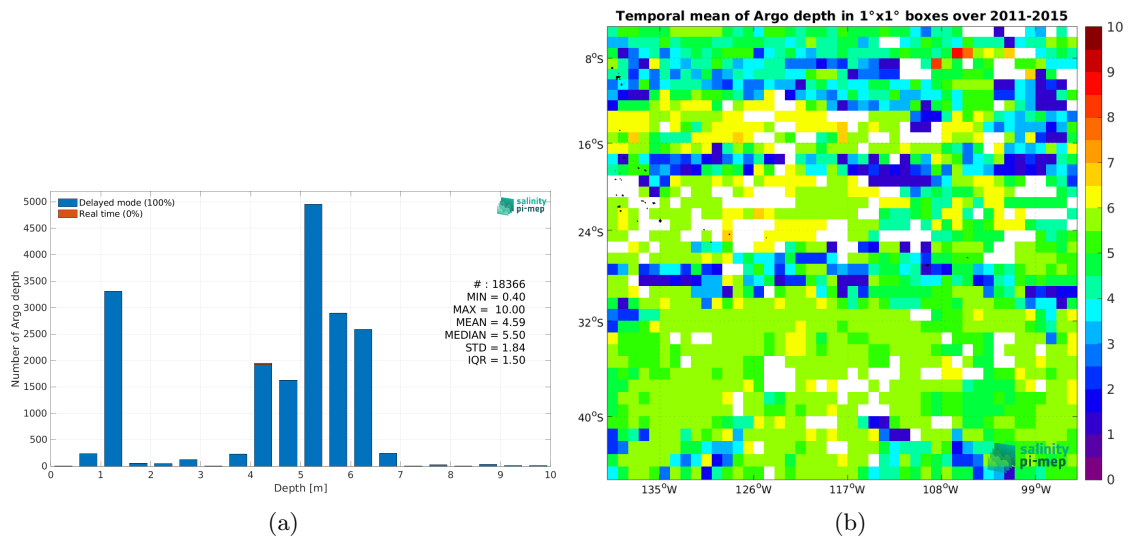 Delayed mode (100%)
Real time (0%)
salinity
pi-mep
5000
4500
4000
3500
3000
2500
2000
1500
1000
500
0
Number of Argo depth
# : 18366
MIN = 0.40
MAX = 10.00
MEAN = 4.59
MEDIAN = 5.50
STD = 1.84
IQR = 1.50
0 1 2 3 4 5 6 7 8 9 10
Depth [m]
(a)
Temporal mean of Argo depth in 1°x1° boxes over 2011-2015
8°S
16°S
24°S
32°S
40°S
135°W 126°W 117°W 108°W 99°W
salinity
pi-mep
10
9
8
7
6
5
4
3
2
1
0
(b)